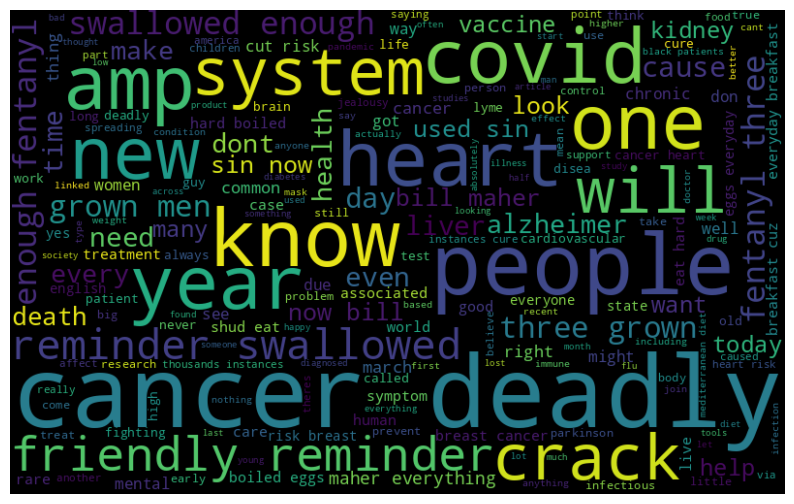 bad
saying
swallowed enough
vaccine
way
point
think
food
true
america
children
kidney
higher
often
cut risk
life
start
use
cant
thought
make
covid
black patients
part
pandemic
person
cause
cure
low
amp
system
man
better
thing
deadly
brain
jealousy
control
article
product
studies
cancer
lyme
chronic
don
long
look
spreading
condition
hard boiled
say
effect
time
new
dont
got
used sin
mean
one
work
anyone
actually
heart
support
cancer heart
linked
diabetes
health
absolutely
study
sin now
mask
illness
half
disea
across
women
guy
day
bill maher
will
doctor
weight
used
common
looking
week
grown men
something
case
liver
alzheimer
drug
yes
still
type
need
many
know
instances cure
cardiovascular
take
well
society
treatment
always
test
eat hard
everyday breakfast
eggs everyday
breakfast cuz
enough fentanyl
fentanyl three
every
year
even
people
english
due
associated
patient
problem
based
everyone
recent
death
big
see
now bill
good
state
want
old
never
found
happy
believed
including
shud eat
world
three grown
today
reminder swallowed
someone
march
right
might
month
caused
heart risk
affect
research
thousands instances
cure
diagnosed
called
first
lost
immune
flu
mediterranean diet
really
nothing
theres
symptom
body
join
come
high
cancer
deadly
everything
human
parkinson
diet
treat
fighting
care
risk breast
prevent
breast cancer
tools
infection
friendly reminder
last
young
crack
lot
much
let
live
help
rare
another
early
boiled eggs
maher everything
anything
mental
infectious
little
via